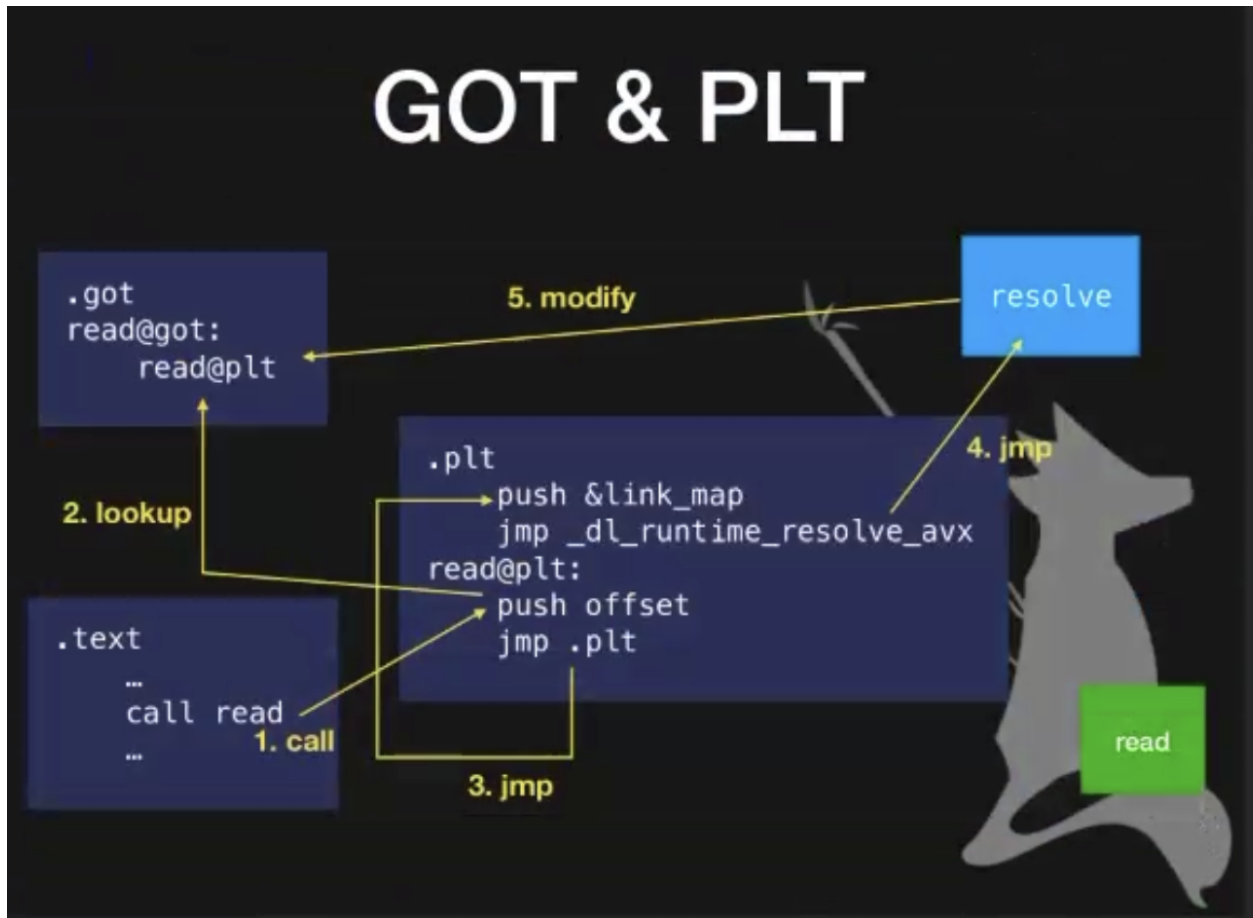 GOT & PLT
.got
read@got:
read@plt
5. modify
resolve
2. lookup
.plt
push &link_map
jmp _dl_runtime_resolve_avx
read@plt:
push offset
jmp .plt
4. jmp
.text
…
call read
…
1. call
3. jmp
read